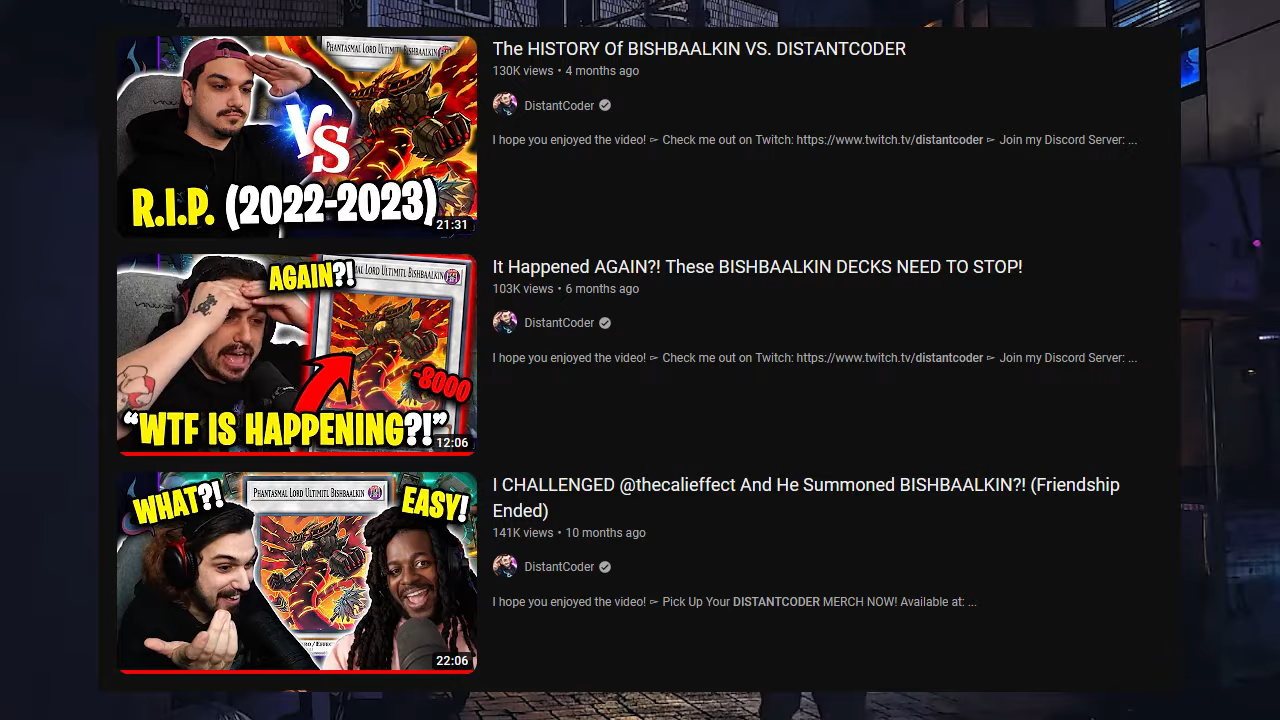 PHANTASMAL LORD ULTIMITL BISHBAALKIN
VS
R.I.P. (2022-2023)
21:31
The HISTORY Of BISHBAALKIN VS. DISTANTCODER
130K views • 4 months ago
DistantCoder
I hope you enjoyed the video! ➢ Check me out on Twitch: https://www.twitch.tv/distantcoder ➢ Join my Discord Server: ...
AGAIN?!
LORD ULTIMITL BISHBAALKIN
-8000
“WTF IS HAPPENING?!”
12:06
It Happened AGAIN?! These BISHBAALKIN DECKS NEED TO STOP!
103K views • 6 months ago
DistantCoder
I hope you enjoyed the video! ➢ Check me out on Twitch: https://www.twitch.tv/distantcoder ➢ Join my Discord Server: ...
WHAT?!
PHANTASMAL LORD ULTIMITL BISHBAALKIN
EASY!
22:06
I CHALLENGED @thecalieffect And He Summoned BISHBAALKIN?! (Friendship
Ended)
141K views • 10 months ago
DistantCoder
I hope you enjoyed the video! ➢ Pick Up Your DISTANTCODER MERCH NOW! Available at: ...